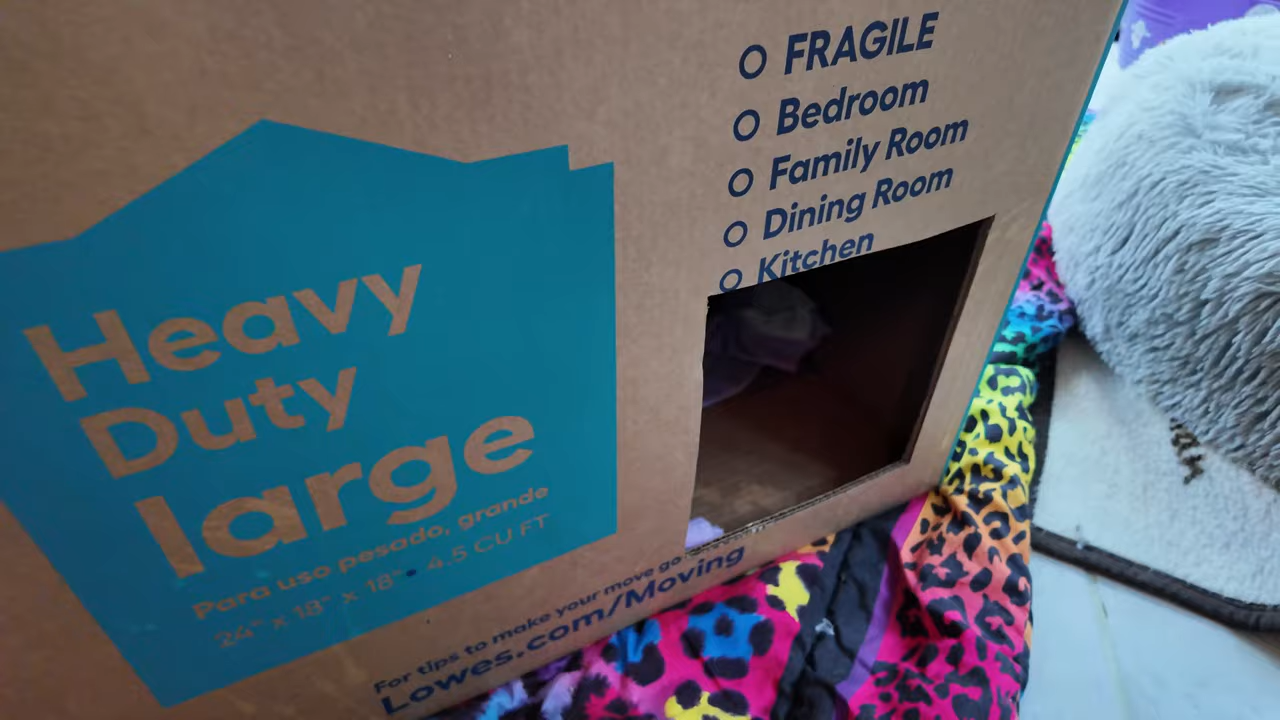 Heavy
Duty
large
Para uso pesado, grande
24" x 18" x 18" • 4.5 CU FT
FRAGILE
Bedroom
Family Room
Dining Room
Kitchen
For tips to make your move go
Lowes.com/Moving